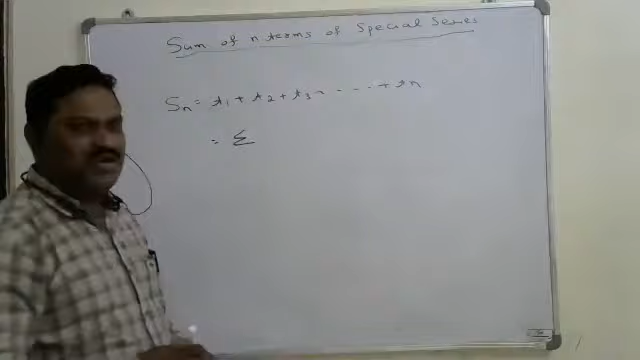 Sum of n terms of Special Series
Sn = t1 + t2 + t3 + - - - - + tn
= Σ